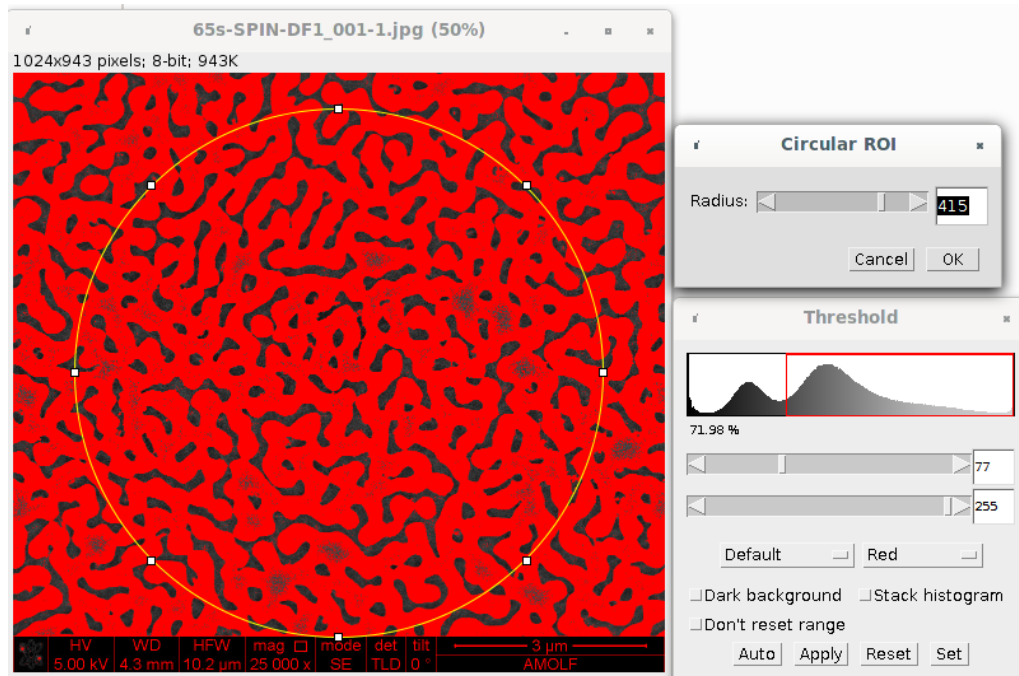 65s-SPIN-DF1_001-1.jpg (50%)
1024x943 pixels; 8-bit; 943K
HV WD HFW mag mode det tilt 3 µm
5.00 kV 4.3 mm 10.2 µm 25 000 x SE TLD 0 ° AMOLF
Circular ROI
Radius: 415
Cancel OK
Threshold
71.98 %
77
255
Default Red
Dark background Stack histogram
Don't reset range
Auto Apply Reset Set